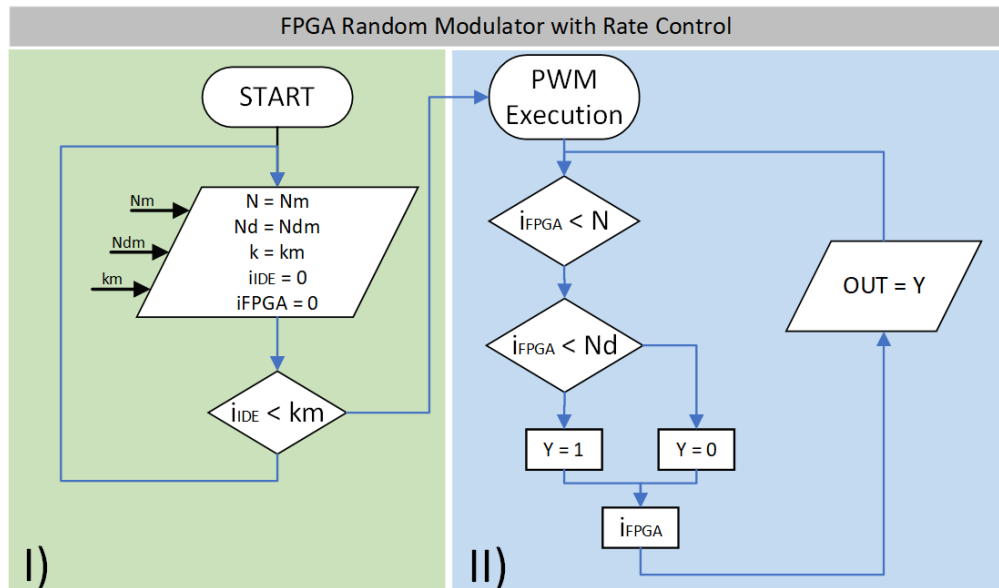 FPGA Random Modulator with Rate Control
START
Nm
Ndm
km
N = Nm
Nd = Ndm
k = km
iIDE = 0
iFPGA = 0
iIDE < km
I)
PWM
Execution
iFPGA < N
iFPGA < Nd
Y = 1
Y = 0
iFPGA
OUT = Y
II)